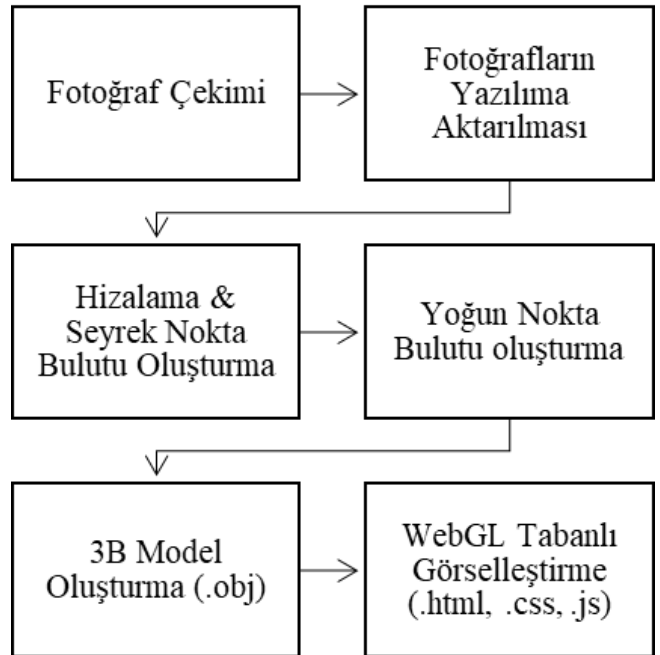 Fotoğraf Çekimi
Fotoğrafların
Yazılıma
Aktarılması
Hizalama &
Seyrek Nokta
Bulutu Oluşturma
Yoğun Nokta
Bulutu oluşturma
3B Model
Oluşturma (.obj)
WebGL Tabanlı
Görselleştirme
(.html, .css, .js)